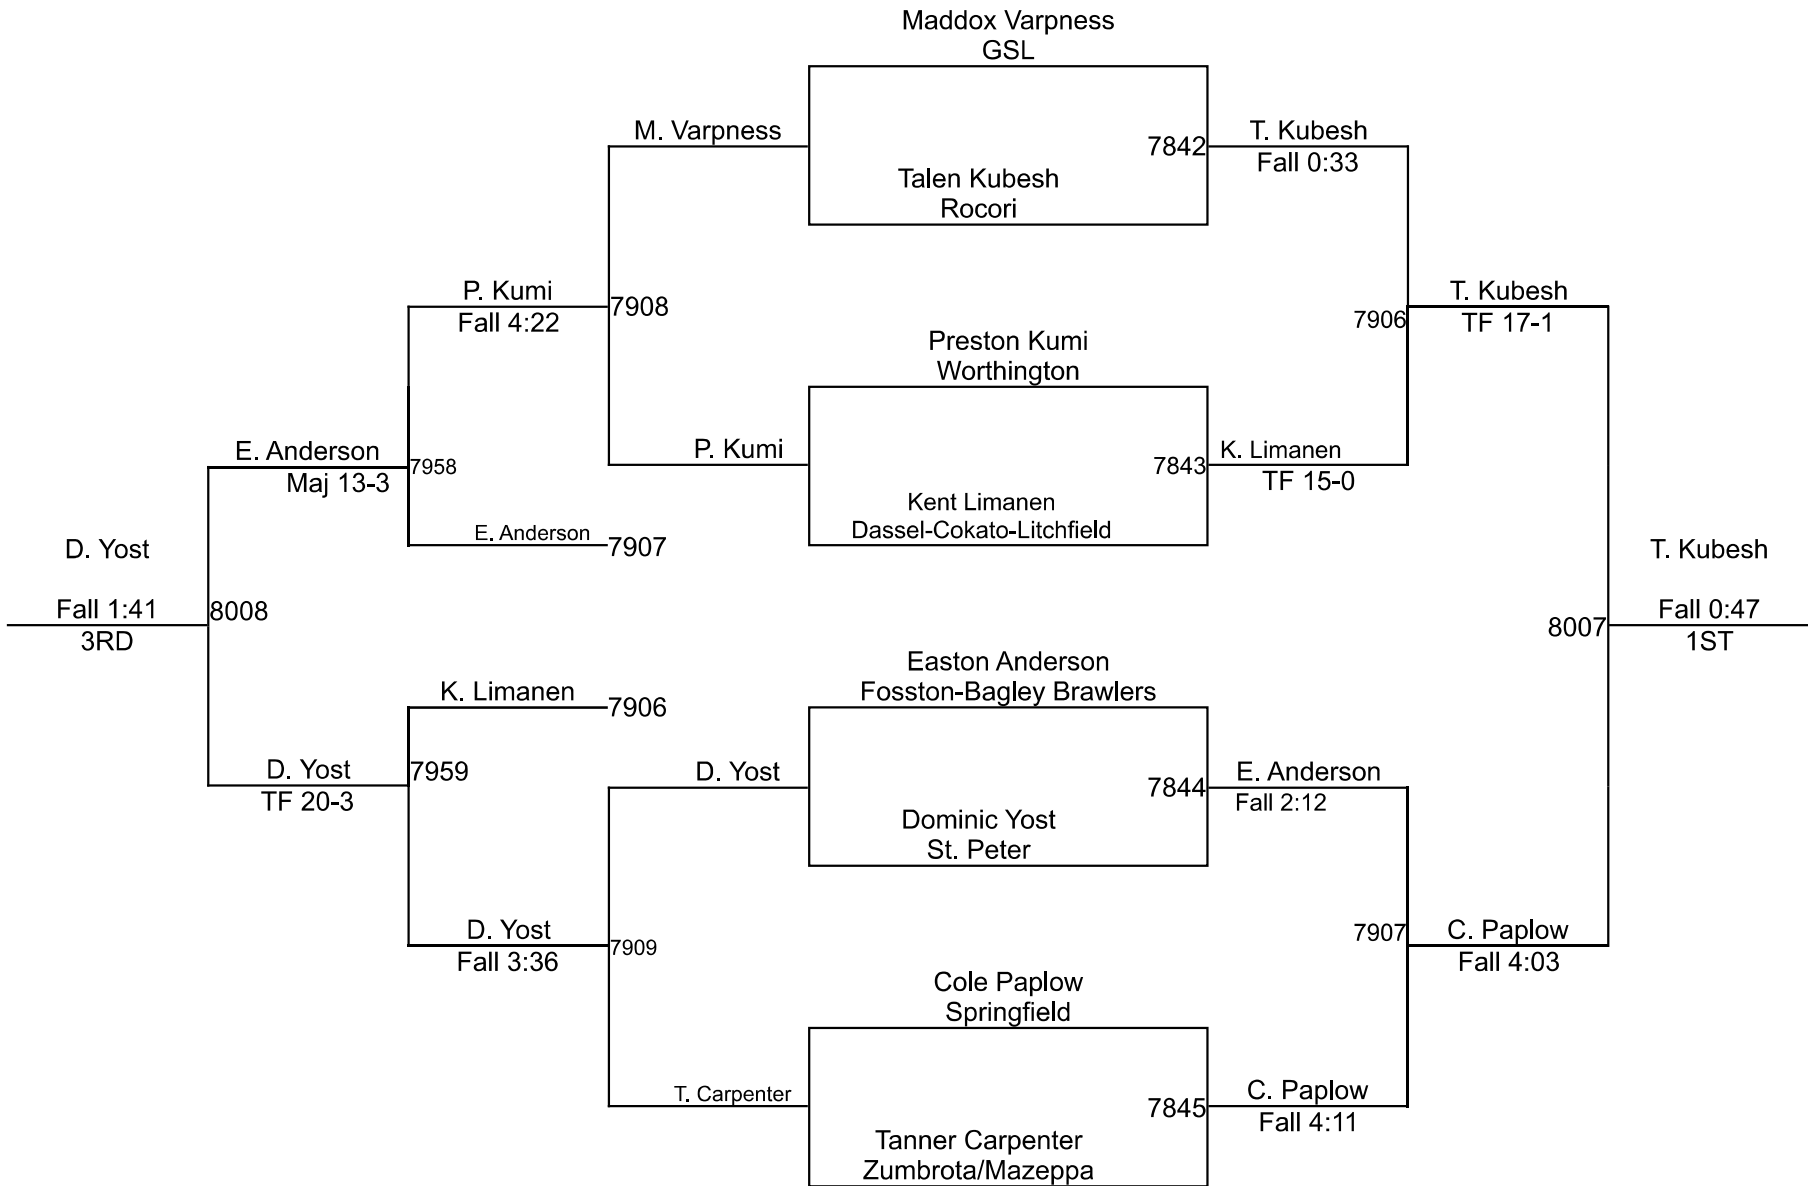 Maddox Varpness
GSL
M. Varpness
7842
T. Kubesh
Fall 0:33
Talen Kubesh
Rocori
P. Kumi
Fall 4:22
7908
T. Kubesh
TF 17-1
7906
Preston Kumi
Worthington
E. Anderson
Maj 13-3
7958
P. Kumi
7843
K. Limanen
TF 15-0
Kent Limanen
Dassel-Cokato-Litchfield
E. Anderson
7907
D. Yost
Fall 1:41
3RD
8008
T. Kubesh
Fall 0:47
1ST
8007
K. Limanen
7906
Easton Anderson
Fosston-Bagley Brawlers
D. Yost
TF 20-3
7959
D. Yost
7844
E. Anderson
Fall 2:12
Dominic Yost
St. Peter
D. Yost
Fall 3:36
7909
7907
C. Paplow
Fall 4:03
Cole Paplow
Springfield
T. Carpenter
7845
C. Paplow
Fall 4:11
Tanner Carpenter
Zumbrota/Mazeppa